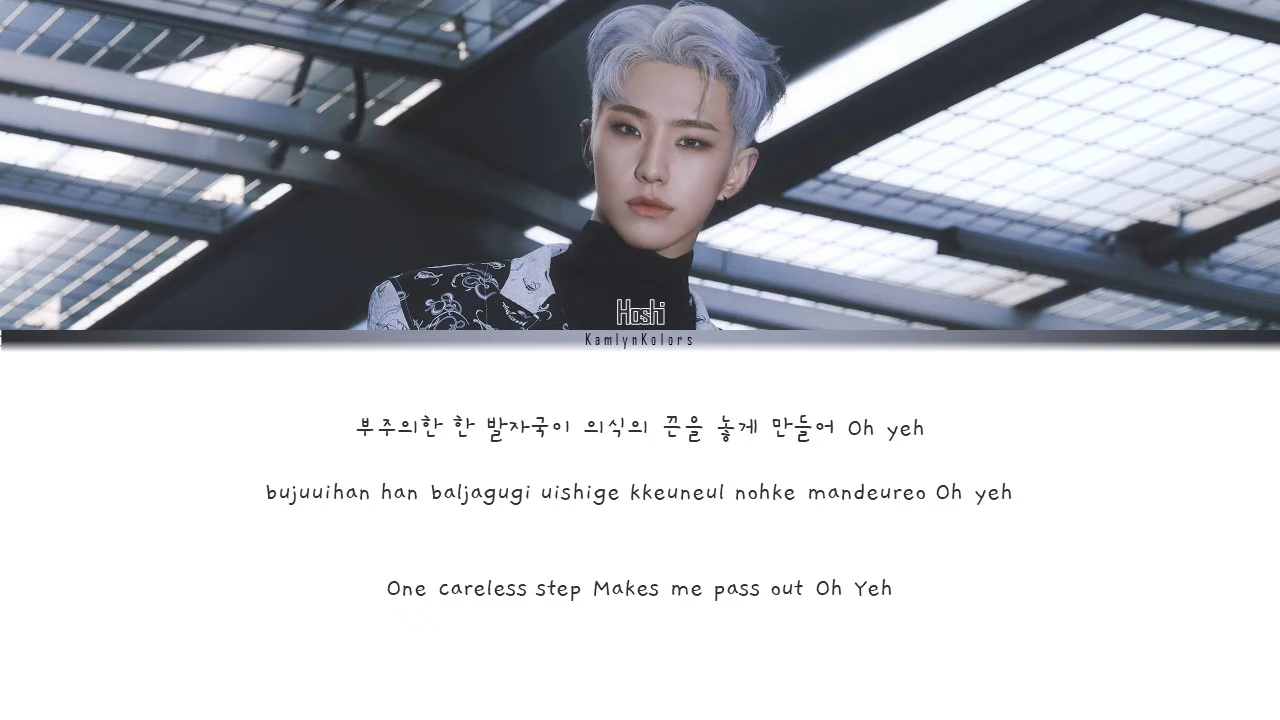 Hoshi
KamlynKolors
부주의한 한 발자국이 의식의 끈을 놓게 만들어 Oh yeh
bujuuihan han baljagugi uishige kkeuneul nohke mandeureo Oh yeh
One careless step Makes me pass out Oh Yeh